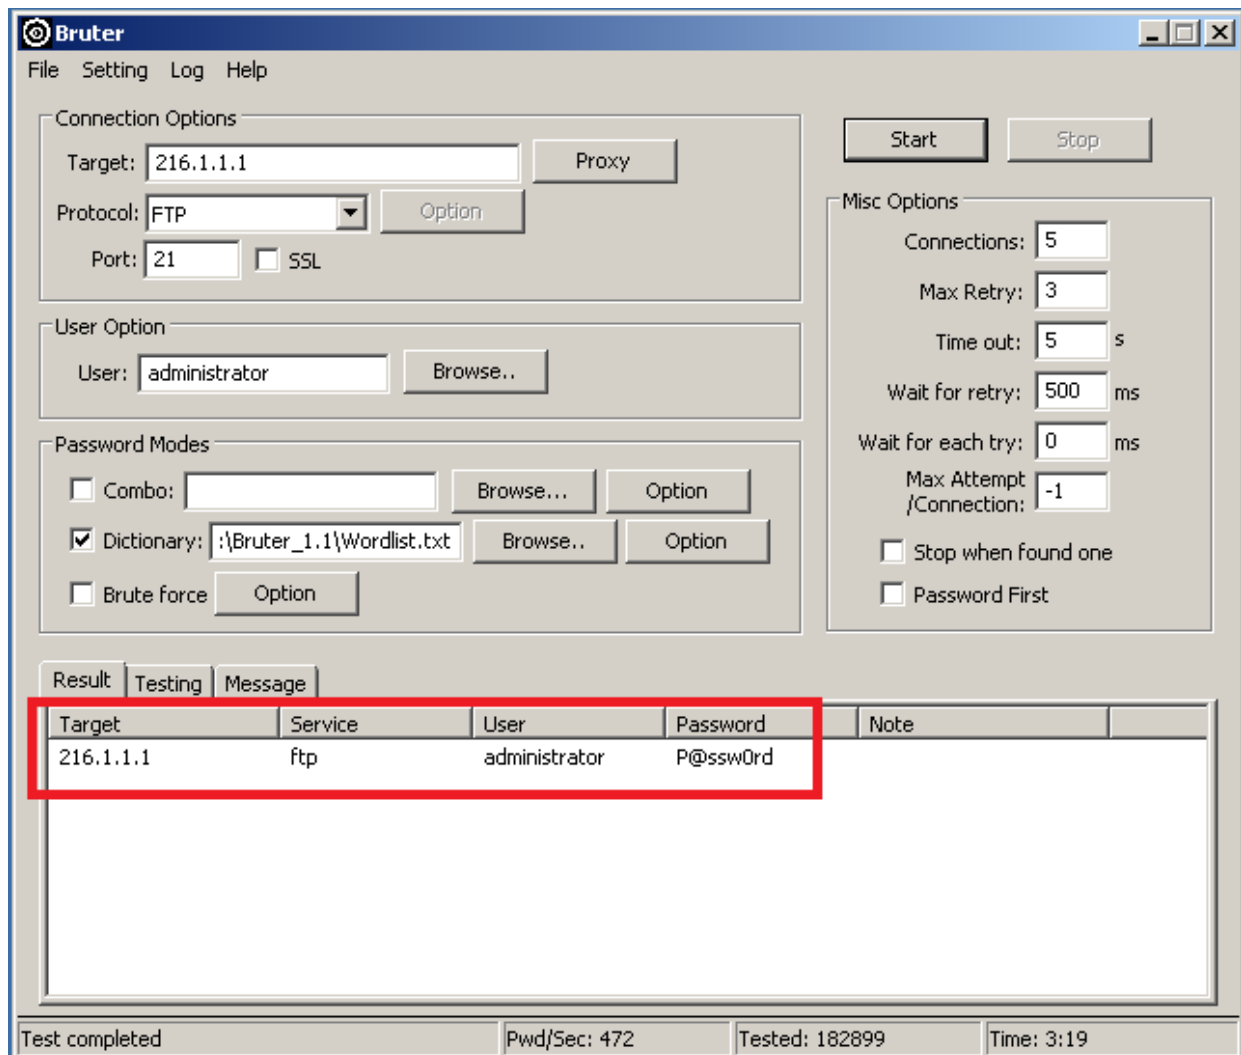 Bruter
File Setting Log Help
Connection Options
Target: 216.1.1.1 Proxy
Protocol: FTP Option
Port: 21 SSL
Start Stop
User Option
User: administrator Browse..
Misc Options
Connections: 5
Max Retry: 3
Time out: 5 s
Wait for retry: 500 ms
Wait for each try: 0 ms
Max Attempt
/Connection: -1
Stop when found one
Password First
Password Modes
Combo: Browse... Option
Dictionary: :\Bruter_1.1\Wordlist.txt Browse.. Option
Brute force Option
Result Testing Message
Target Service User Password Note
216.1.1.1 ftp administrator P@ssw0rd
Test completed Pwd/Sec: 472 Tested: 182899 Time: 3:19